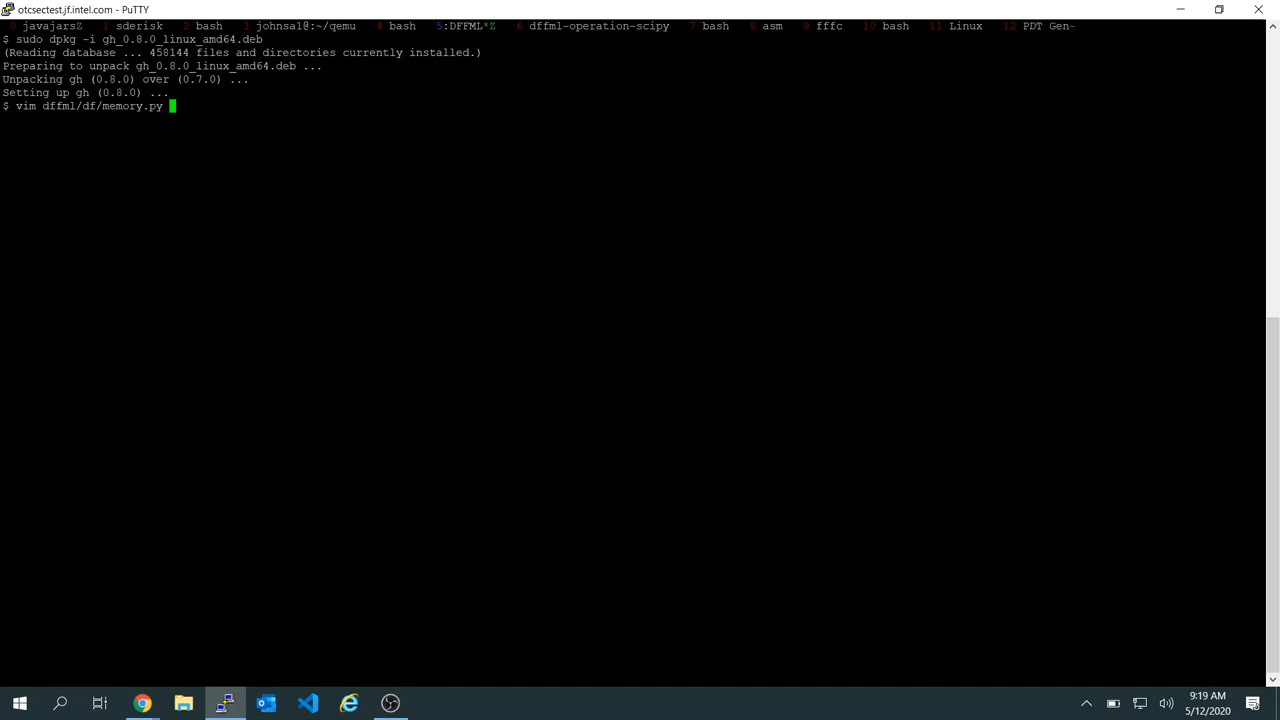 otcsectest.jf.intel.com - PuTTY
0 javajarsZ 1 sderisk 2 bash 3 johnsa1@:~/qemu 4 bash 5:DFFML*Z 6 dffml-operation-scipy 7 bash 8 asm 9 fffc 10 bash 11 Linux 12 PDT Gen-
$ sudo dpkg -i gh_0.8.0_linux_amd64.deb
(Reading database ... 458144 files and directories currently installed.)
Preparing to unpack gh_0.8.0_linux_amd64.deb ...
Unpacking gh (0.8.0) over (0.7.0) ...
Setting up gh (0.8.0) ...
$ vim dffml/df/memory.py
9:19 AM
5/12/2020